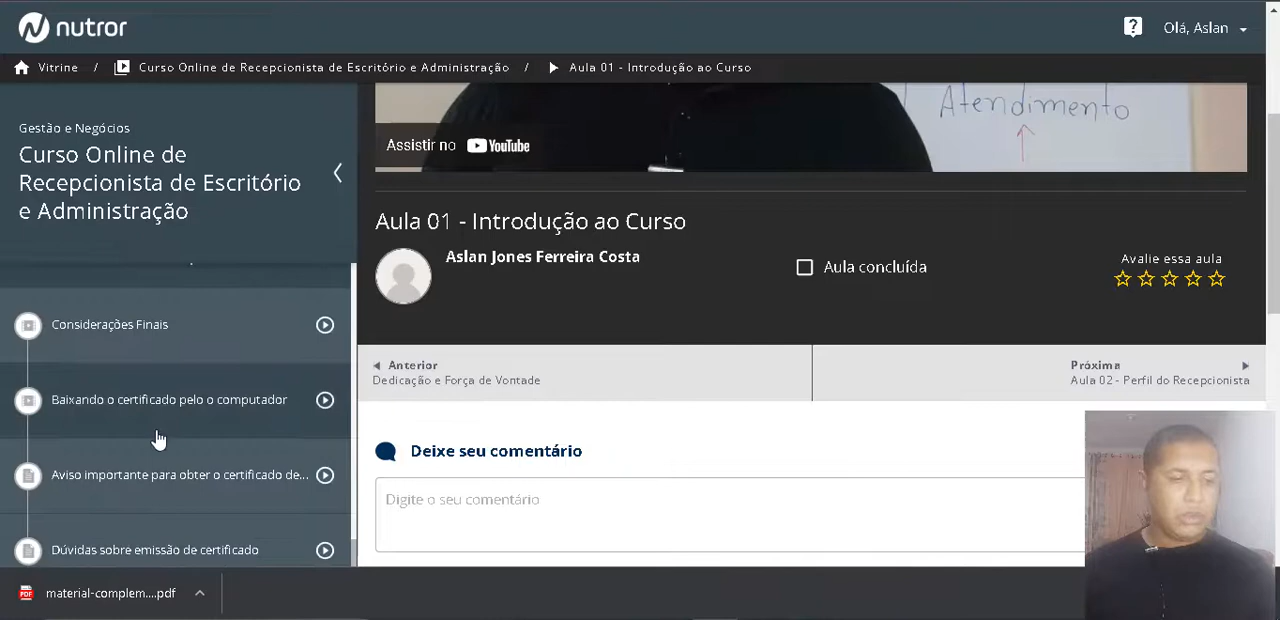 nutror
Olá, Aslan
Vitrine / Curso Online de Recepcionista de Escritório e Administração / Aula 01 - Introdução ao Curso
Gestão e Negócios
Curso Online de
Recepcionista de Escritório
e Administração
Considerações Finais
Baixando o certificado pelo o computador
Aviso importante para obter o certificado de...
Dúvidas sobre emissão de certificado
Atendimento
Assistir no YouTube
Aula 01 - Introdução ao Curso
Aslan Jones Ferreira Costa
Aula concluída
Avalie essa aula
Anterior
Dedicação e Força de Vontade
Próxima
Aula 02 - Perfil do Recepcionista
Deixe seu comentário
Digite o seu comentário
PDF
material-complem....pdf